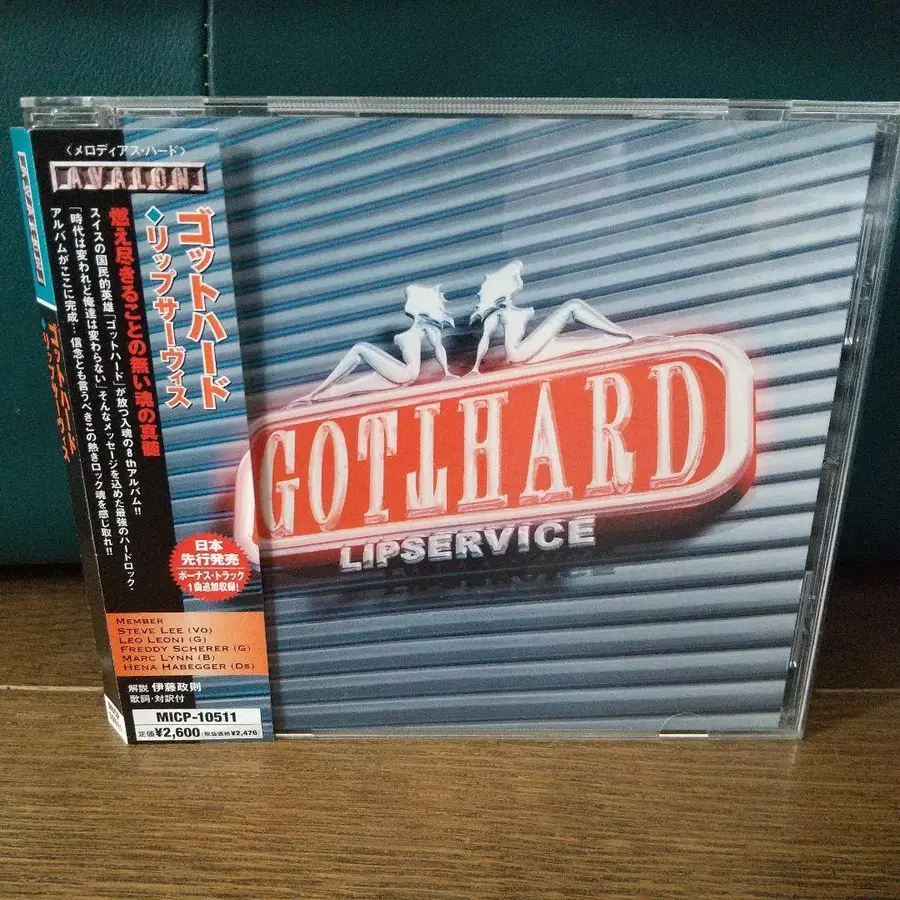 〈メロディアス・ハード〉
AVALON
ゴットハード
◆リップサーヴィス
燃え尽きることの無い魂の真髄
スイスの国民的英雄「ゴットハード」が放つ入魂の8thアルバム!!
「時代は変われど俺達は変わらない」そんなメッセージを込めた最強のハードロック・
アルバムがここに完成…信念とも言うべきこの熱きロック魂を感じ取れ!!
日本
先行発売
ボーナス・トラック
1曲追加収録!
MEMBER
STEVE LEE (VO)
LEO LEONI (G)
FREDDY SCHERER (G)
MARC LYNN (B)
HENA HABEGGER (DS)
解説 伊藤政則
歌詞・対訳付
MICP-10511
定価¥2,600 (税抜価格¥2,476)
GOTTHARD
LIPSERVICE